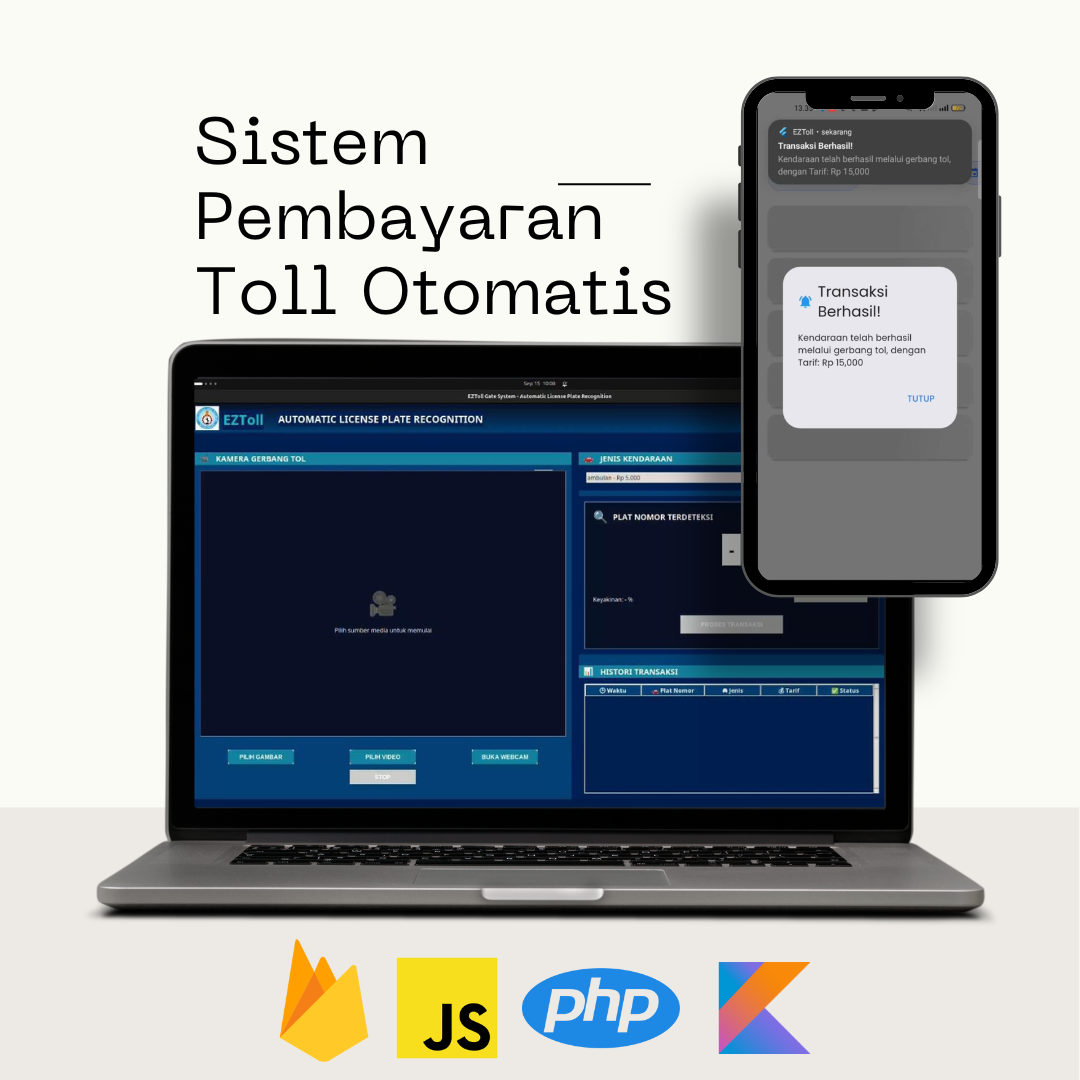 Sistem
Pembayaran
Toll Otomatis
EZToll • sekarang
Transaksi Berhasil!
Kendaraan telah berhasil melalui gerbang tol,
dengan Tarif: Rp 15,000
Transaksi
Berhasil!
Kendaraan telah berhasil
melalui gerbang tol, dengan
Tarif: Rp 15,000
TUTUP
Sep 15 10:08
EZToll Gate System - Automatic License Plate Recognition
EZToll AUTOMATIC LICENSE PLATE RECOGNITION
KAMERA GERBANG TOL
Pilih sumber media untuk memulai
PILIH GAMBAR PILIH VIDEO BUKA WEBCAM
STOP
JENIS KENDARAAN
ambulan - Rp 5.000
PLAT NOMOR TERDETEKSI
-
Keyakinan: - %
PROSES TRANSAKSI
HISTORI TRANSAKSI
Waktu Plat Nomor Jenis Tarif Status
JS
php